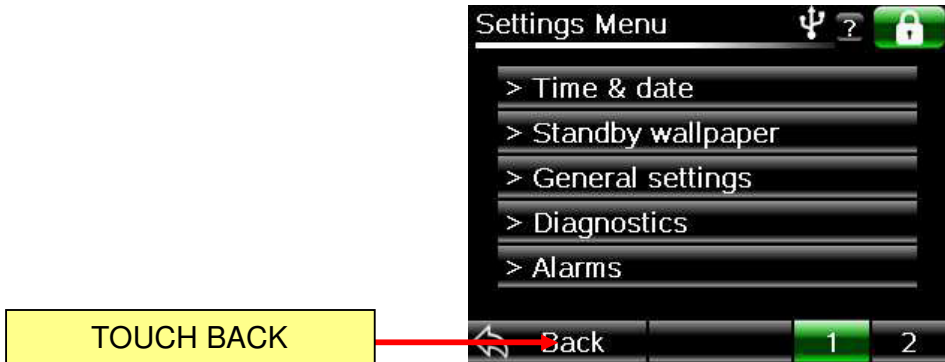 Settings Menu ?
> Time & date
> Standby wallpaper
> General settings
> Diagnostics
> Alarms
TOUCH BACK
Back 1 2